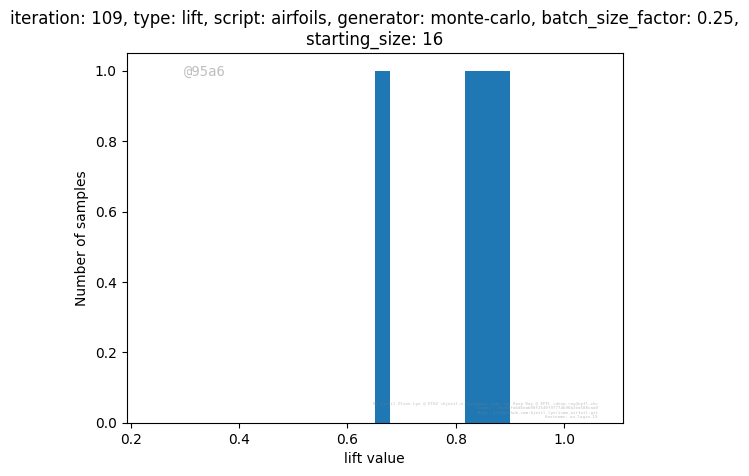 iteration: 109, type: lift, script: airfoils, generator: monte-carlo, batch_size_factor: 0.25,
starting_size: 16
@95a6
1.0
0.8
0.6
0.4
0.2
0.0
Number of samples
0.2 0.4 0.6 0.8 1.0
lift value